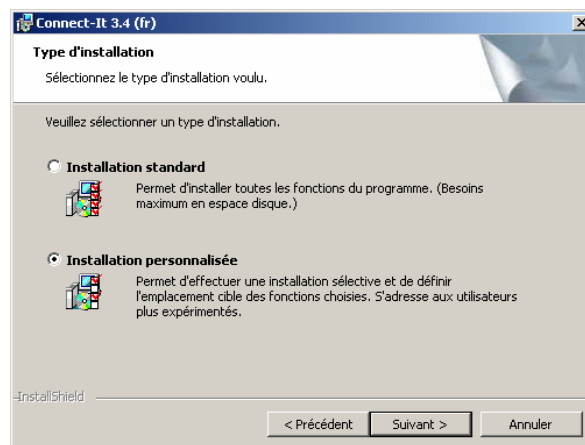 Connect-It 3.4 (fr)
Type d'installation
Sélectionnez le type d'installation voulu.
Veuillez sélectionner un type d'installation.
Installation standard
Permet d'installer toutes les fonctions du programme. (Besoins
maximum en espace disque.)
Installation personnalisée
Permet d'effectuer une installation sélective et de définir
l'emplacement cible des fonctions choisies. S'adresse aux utilisateurs
plus expérimentés.
InstallShield
< Précédent
Suivant >
Annuler